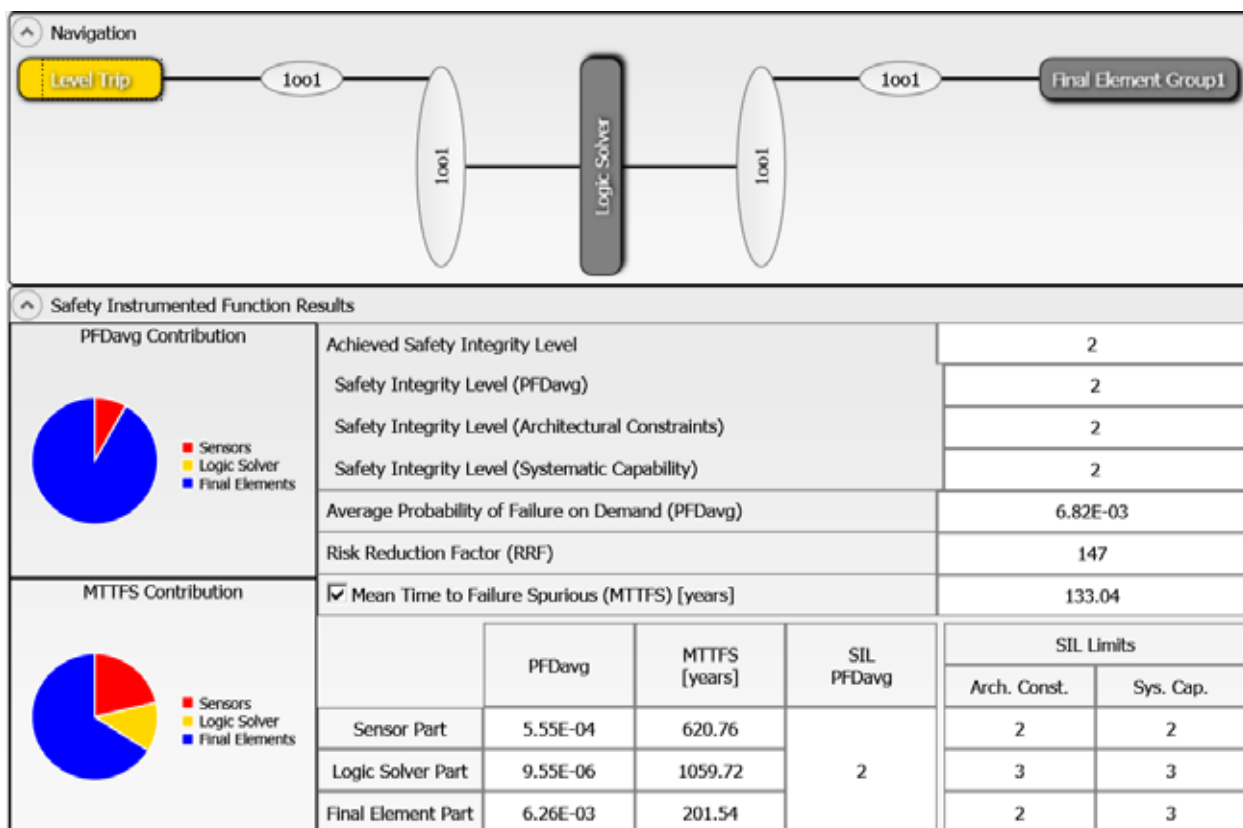 Navigation
Level Trip
1oo1
1oo1
Logic Solver
1oo1
1oo1
Final Element Group1
Safety Instrumented Function Results
PFDavg Contribution
Sensors
Logic Solver
Final Elements
MTTFS Contribution
Sensors
Logic Solver
Final Elements
Achieved Safety Integrity Level 2
Safety Integrity Level (PFDavg) 2
Safety Integrity Level (Architectural Constraints) 2
Safety Integrity Level (Systematic Capability) 2
Average Probability of Failure on Demand (PFDavg) 6.82E-03
Risk Reduction Factor (RRF) 147
Mean Time to Failure Spurious (MTTFS) [years] 133.04
PFDavg
MTTFS
[years]
SIL
PFDavg
SIL Limits
Arch. Const. Sys. Cap.
Sensor Part 5.55E-04 620.76 2 2
Logic Solver Part 9.55E-06 1059.72 2 3 3
Final Element Part 6.26E-03 201.54 2 3